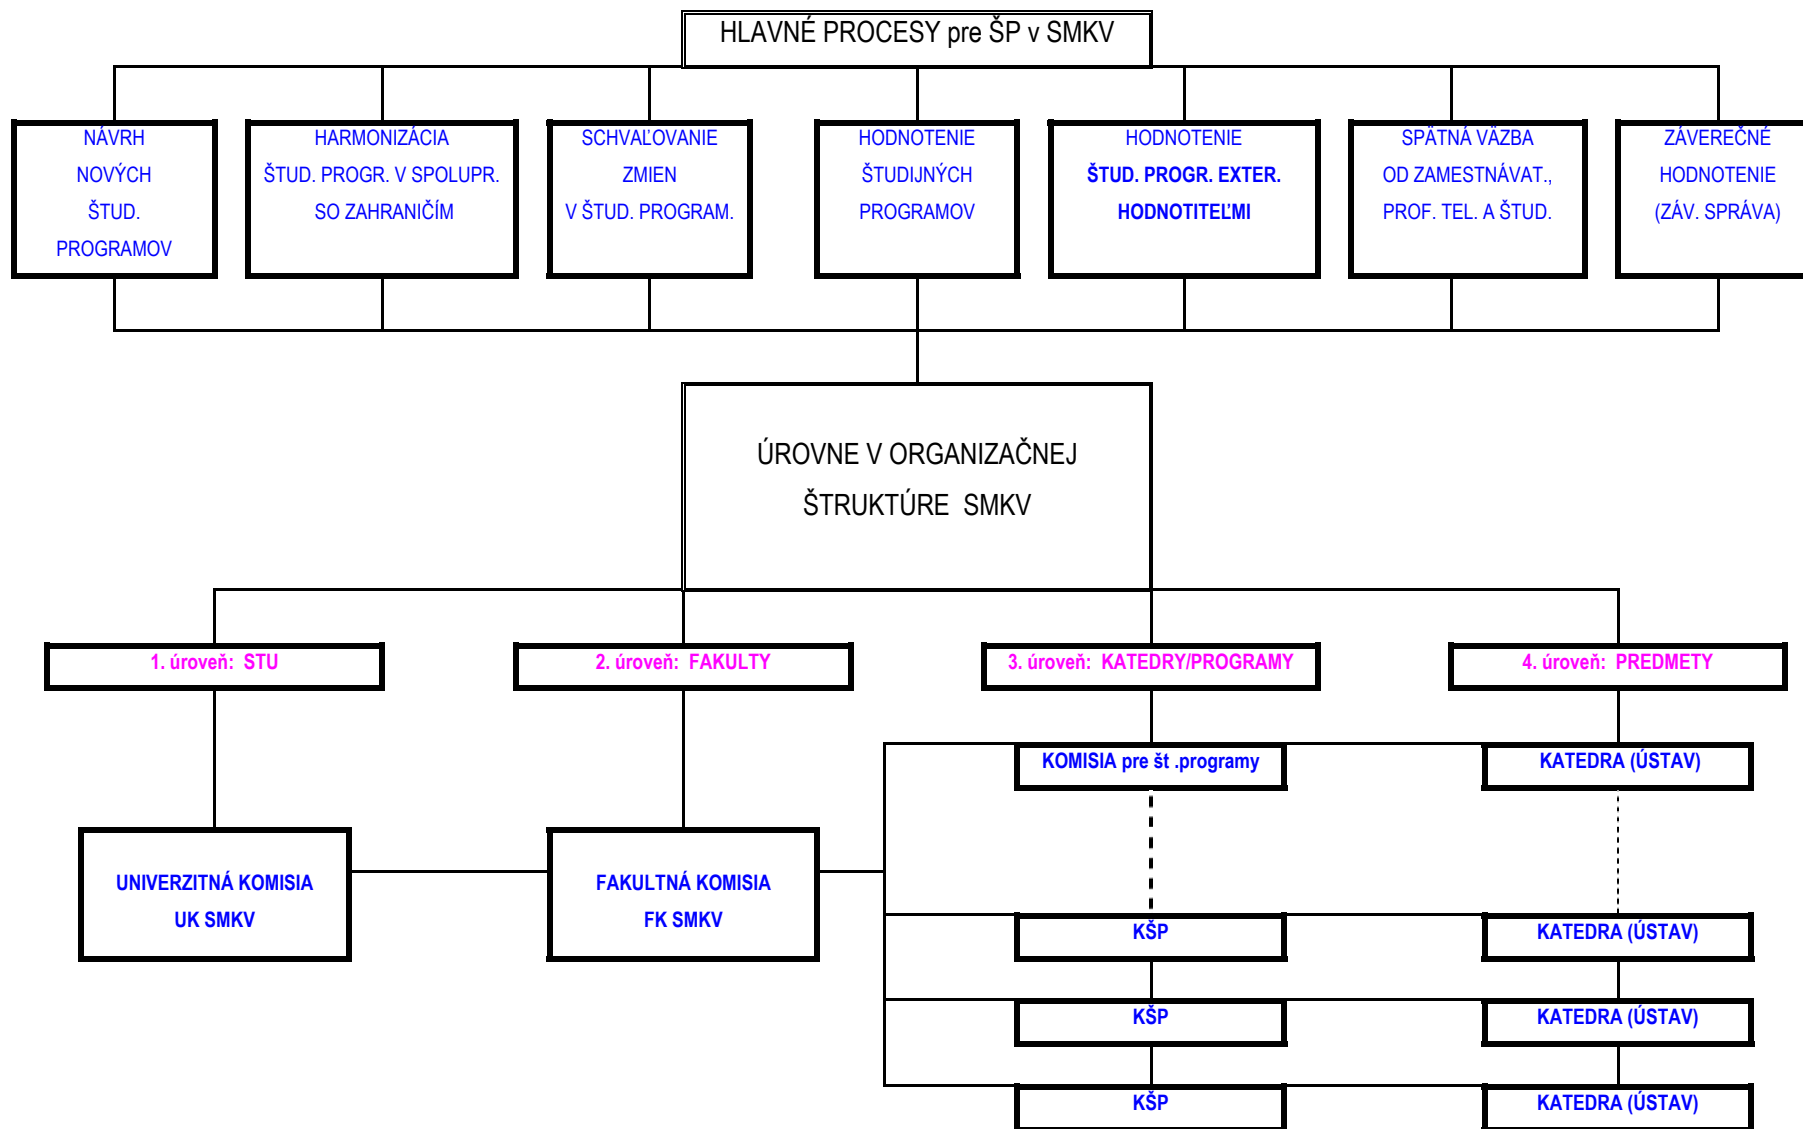 HLAVNÉ PROCESY pre ŠP v SMKV
NÁVRH
NOVÝCH
ŠTUD.
PROGRAMOV
HARMONIZÁCIA
ŠTUD. PROGR. V SPOLUPR.
SO ZAHRANIČÍM
SCHVAĽOVANIE
ZMIEN
V ŠTUD. PROGRAM.
HODNOTENIE
ŠTUDIJNÝCH
PROGRAMOV
HODNOTENIE
ŠTUD. PROGR. EXTER.
HODNOTITEĽMI
SPÄTNÁ VÄZBA
OD ZAMESTNÁVAT.,
PROF. TEL. A ŠTUD.
ZÁVEREČNÉ
HODNOTENIE
(ZÁV. SPRÁVA)
ÚROVNE V ORGANIZAČNEJ
ŠTRUKTÚRE SMKV
1. úroveň: STU
2. úroveň: FAKULTY
3. úroveň: KATEDRY/PROGRAMY
4. úroveň: PREDMETY
KOMISIA pre št .programy
KATEDRA (ÚSTAV)
UNIVERZITNÁ KOMISIA
UK SMKV
FAKULTNÁ KOMISIA
FK SMKV
KŠP
KATEDRA (ÚSTAV)
KŠP
KATEDRA (ÚSTAV)
KŠP
KATEDRA (ÚSTAV)